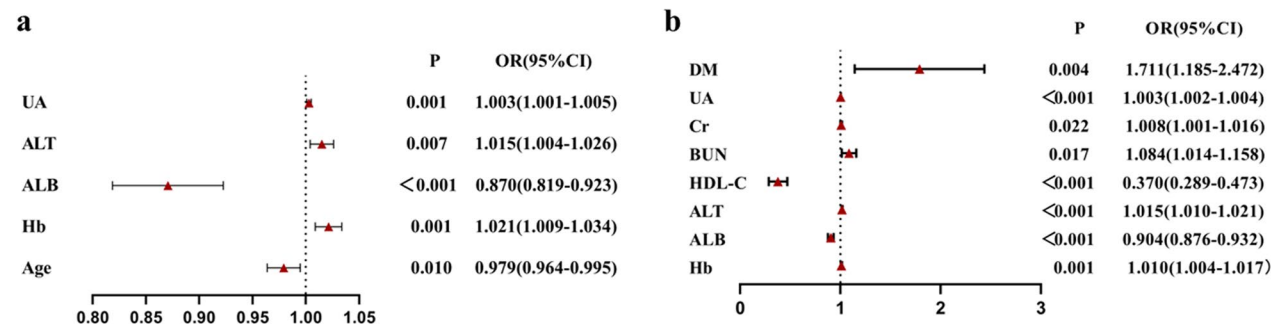 a
P OR(95%CI)
UA 0.001 1.003(1.001-1.005)
ALT 0.007 1.015(1.004-1.026)
ALB <0.001 0.870(0.819-0.923)
Hb 0.001 1.021(1.009-1.034)
Age 0.010 0.979(0.964-0.995)
0.80 0.85 0.90 0.95 1.00 1.05
b
P OR(95%CI)
DM 0.004 1.711(1.185-2.472)
UA <0.001 1.003(1.002-1.004)
Cr 0.022 1.008(1.001-1.016)
BUN 0.017 1.084(1.014-1.158)
HDL-C <0.001 0.370(0.289-0.473)
ALT <0.001 1.015(1.010-1.021)
ALB <0.001 0.904(0.876-0.932)
Hb 0.001 1.010(1.004-1.017)
0 1 2 3